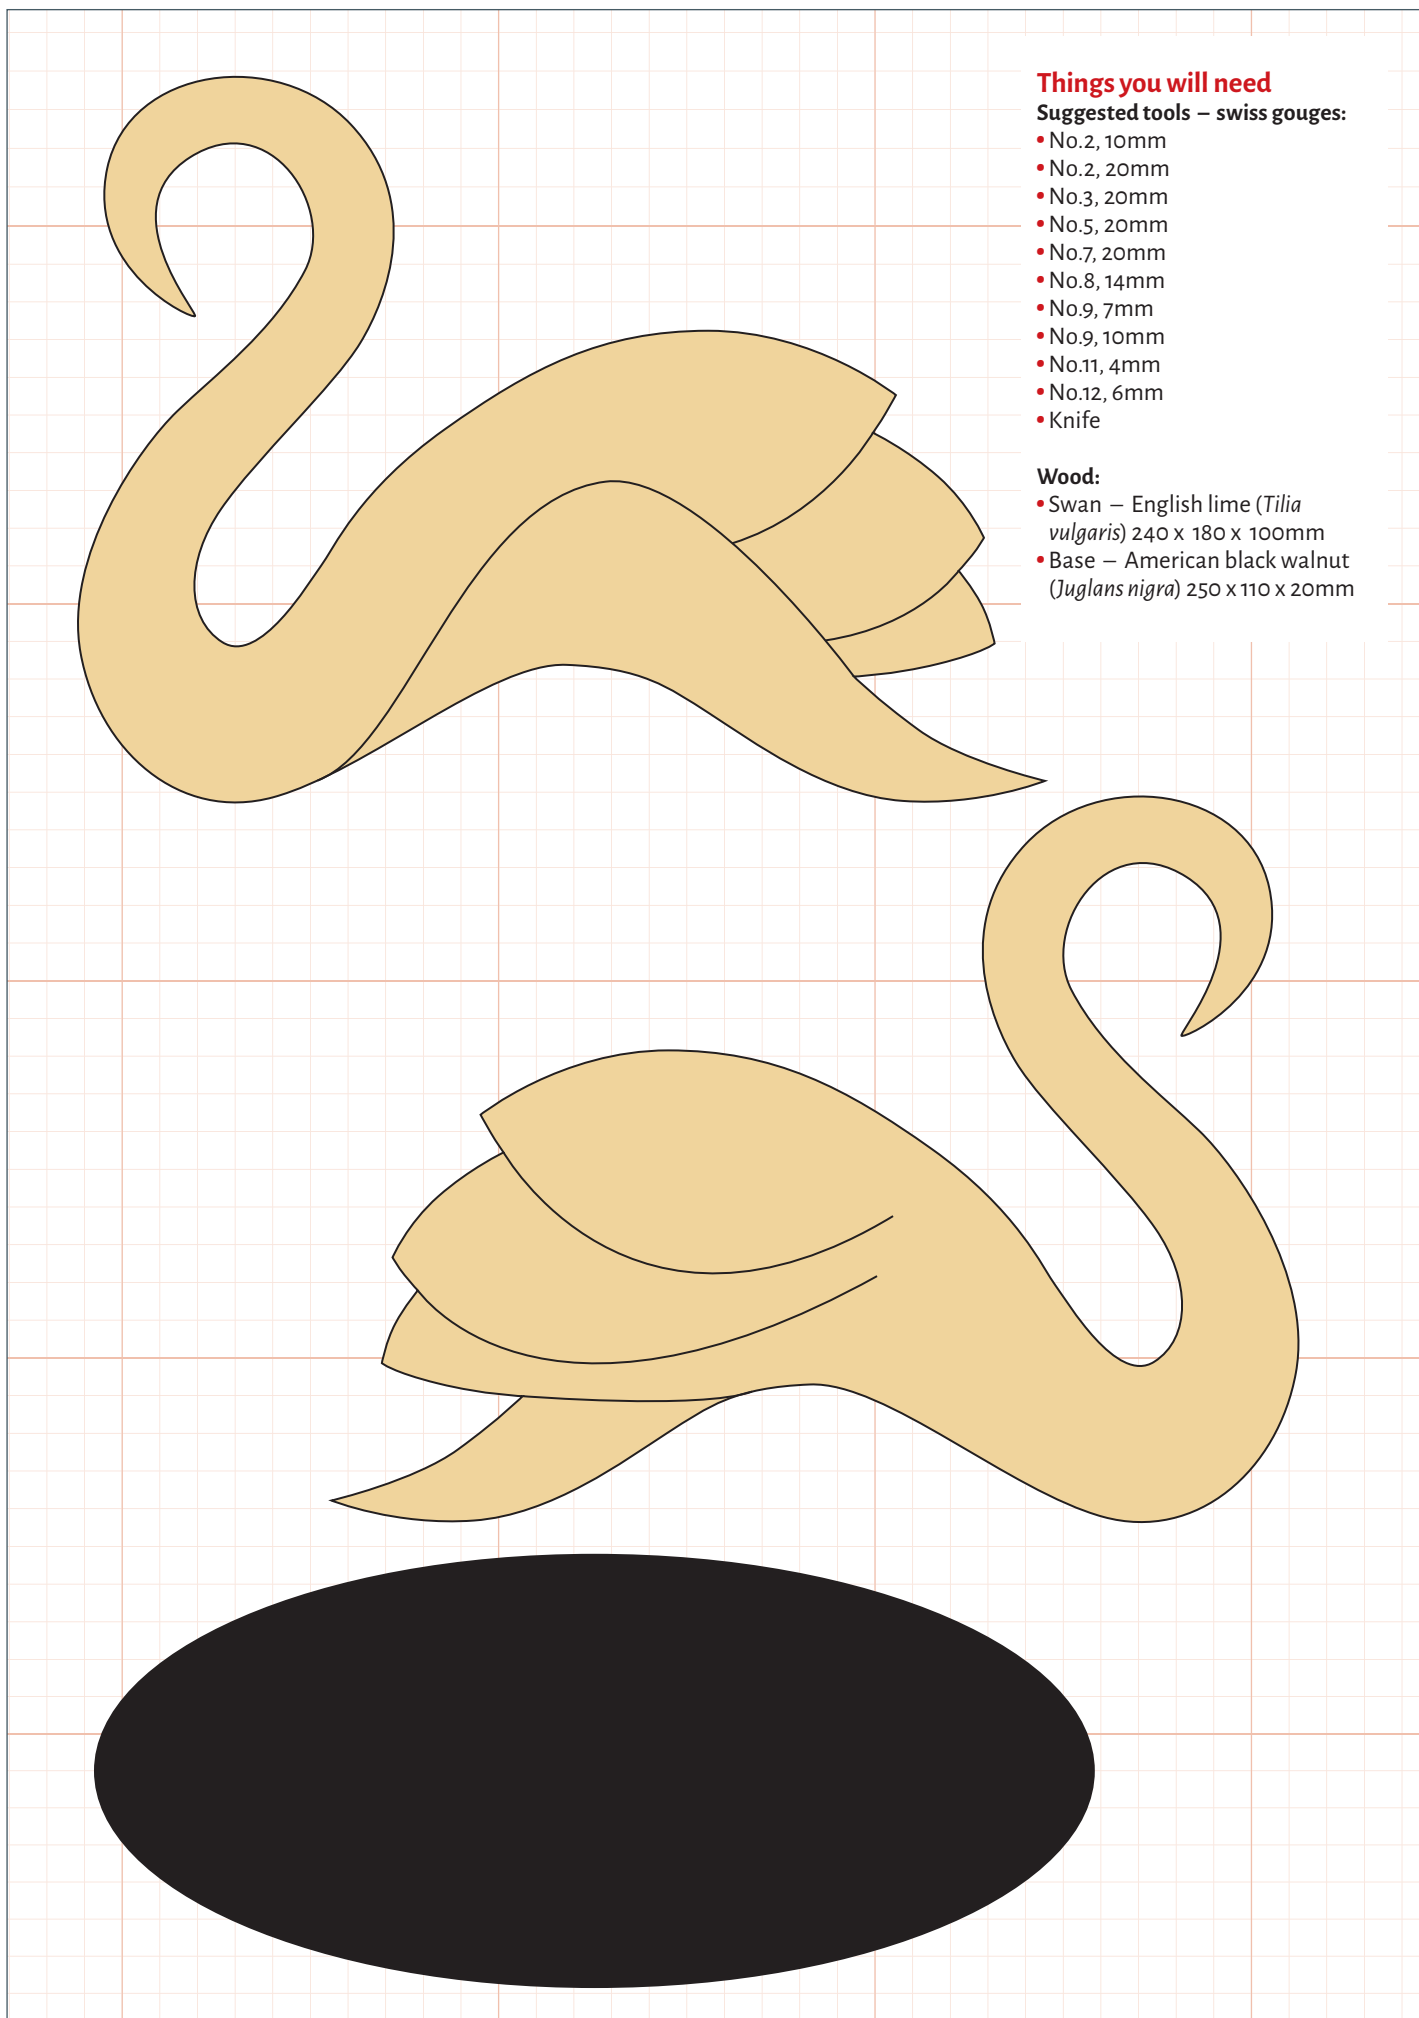 Things you will need
Suggested tools – swiss gouges:
• No.2, 10mm
• No.2, 20mm
• No.3, 20mm
• No.5, 20mm
• No.7, 20mm
• No.8, 14mm
• No.9, 7mm
• No.9, 10mm
• No.11, 4mm
• No.12, 6mm
• Knife
Wood:
• Swan – English lime (Tilia
vulgaris) 240 x 180 x 100mm
• Base – American black walnut
(Juglans nigra) 250 x 110 x 20mm